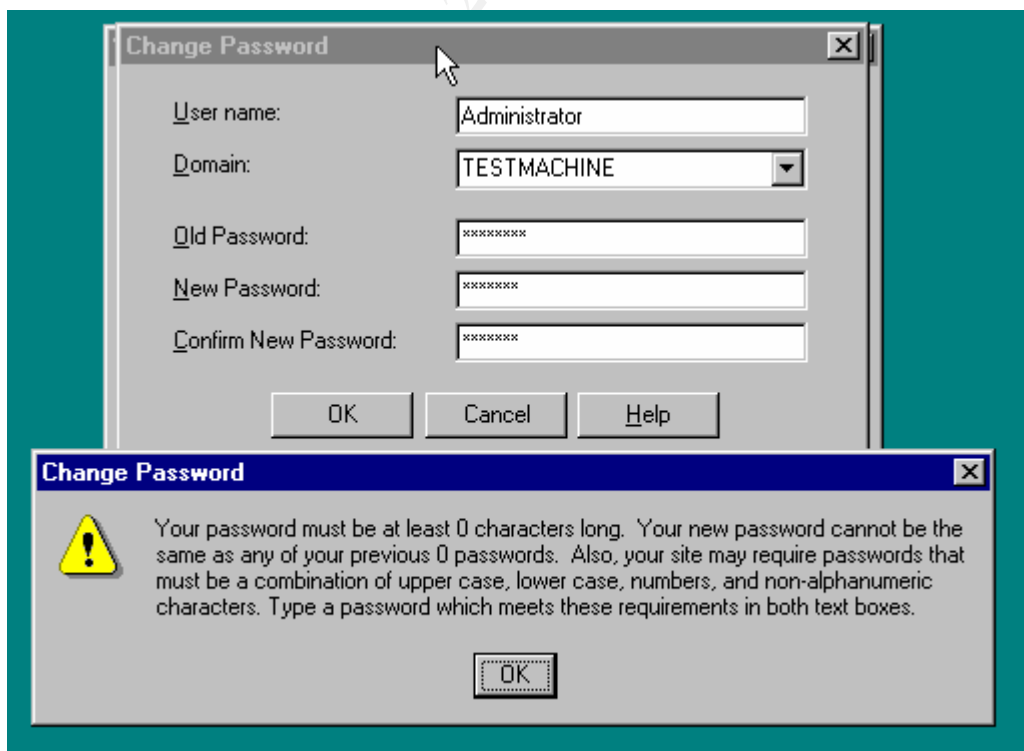 Change Password
User name:
Administrator
Domain:
TESTMACHINE
Old Password:
********
New Password:
*******
Confirm New Password:
*******
OK
Cancel
Help
Change Password
Your password must be at least 0 characters long. Your new password cannot be the
same as any of your previous 0 passwords. Also, your site may require passwords that
must be a combination of upper case, lower case, numbers, and non-alphanumeric
characters. Type a password which meets these requirements in both text boxes.
OK